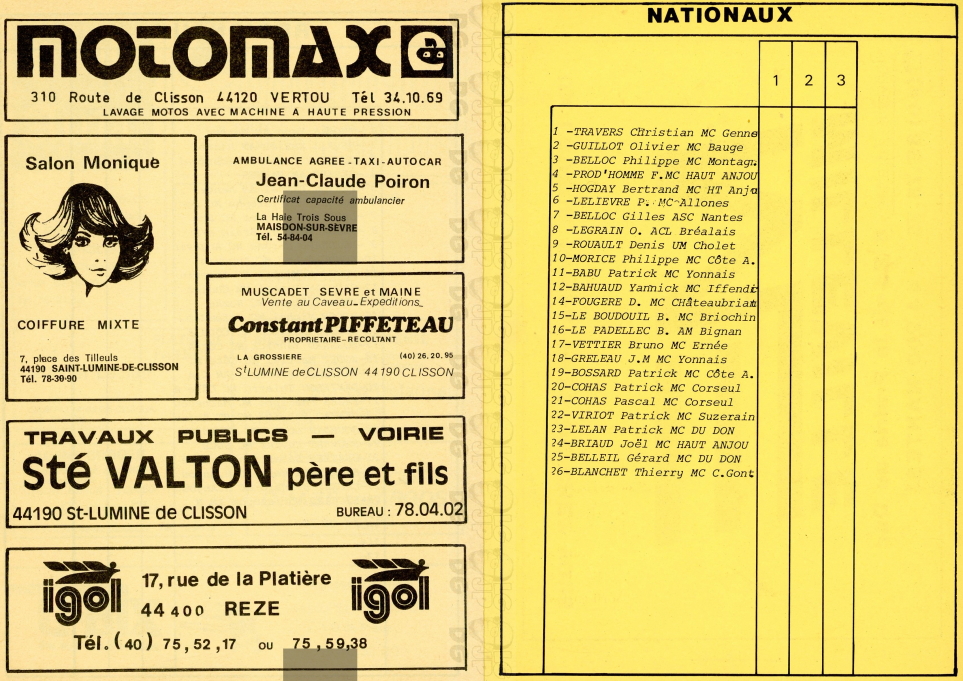 MOTOMAX
310 Route de Clisson 44120 VERTOU Tél 34.10.69
LAVAGE MOTOS AVEC MACHINE A HAUTE PRESSION
Salon Monique
COIFFURE MIXTE
7, place des Tilleuls
44190 SAINT-LUMINE-DE-CLISSON
Tél. 78-30-90
AMBULANCE AGREE-TAXI-AUTOCAR
Jean-Claude Poiron
Certificat capacité ambulancier
La Haie Trois Sous
MAISDON-SUR-SEVRE
Tél. 54-84-04
MUSCADET SEVRE et MAINE
Vente au Caveau-Expeditions
Constant PIFFETEAU
PROPRIETAIRE-RECOLTANT
LA GROSSIERE (40) 26.20.95
St LUMINE de CLISSON 44190 CLISSON
TRAVAUX PUBLICS — VOIRIE
Sté VALTON père et fils
44190 St-LUMINE de CLISSON BUREAU : 78.04.02
igol 17, rue de la Platière igol
44400 REZE
Tél. (40) 75,52,17 ou 75,59,38
NATIONAUX
1 2 3
1 -TRAVERS Christian MC Genne
2 -GUILLOT Olivier MC Bauge
3 -BELLOC Philippe MC Montagn
4 -PROD'HOMME F.MC HAUT ANJOU
5 -HOGDAY Bertrand MC HT Anja
6 -LELIEVRE P. MC Allones
7 -BELLOC Gilles ASC Nantes
8 -LEGRAIN O. ACL Bréalais
9 -ROUAULT Denis UM Cholet
10-MORICE Philippe MC Côte A.
11-BABU Patrick MC Yonnais
12-BAHUAUD Yannick MC Iffendic
14-FOUGERE D. MC CHâteaubrian
15-LE BOUDOUIL B. MC Briochin
16-LE PADELLEC B. AM Bignan
17-VETTIER Bruno MC Ernée
18-GRELEAU J.M MC Yonnais
19-BOSSARD Patrick MC Côte A.
20-COHAS Patrick MC Corseul
21-COHAS Pascal MC Corseul
22-VIRIOT Patrick MC Suzerain
23-LELAN Patrick MC DU DON
24-BRIAUD Joël MC HAUT ANJOU
25-BELLEIL Gérard MC DU DON
26-BLANCHET Thierry MC C.Gont